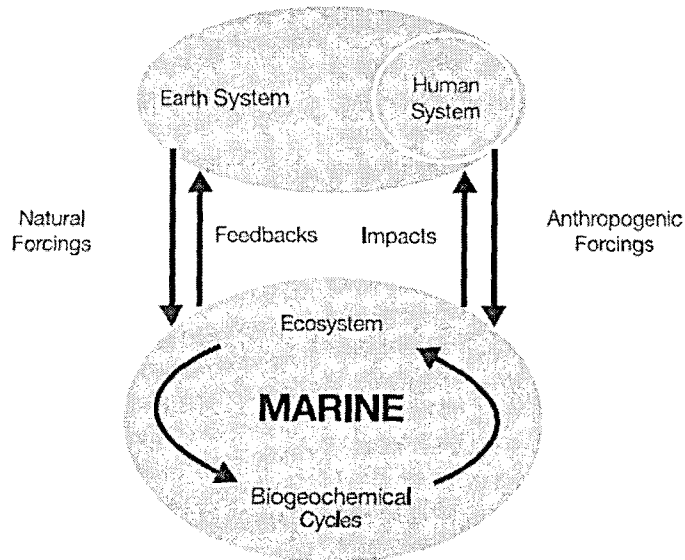 Earth System
Human
System
Natural
Forcings
Feedbacks
Impacts
Anthropogenic
Forcings
Ecosystem
MARINE
Biogeochemical
Cycles